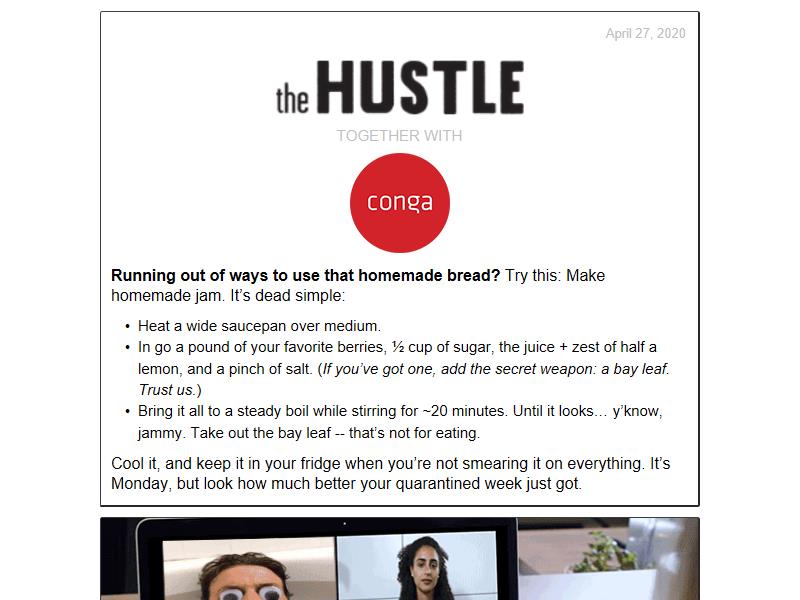 April 27, 2020
the HUSTLE
TOGETHER WITH
conga
Running out of ways to use that homemade bread? Try this: Make
homemade jam. It’s dead simple:
• Heat a wide saucepan over medium.
• In go a pound of your favorite berries, ½ cup of sugar, the juice + zest of half a
lemon, and a pinch of salt. (If you’ve got one, add the secret weapon: a bay leaf.
Trust us.)
• Bring it all to a steady boil while stirring for ~20 minutes. Until it looks… y’know,
jammy. Take out the bay leaf -- that’s not for eating.
Cool it, and keep it in your fridge when you’re not smearing it on everything. It’s
Monday, but look how much better your quarantined week just got.